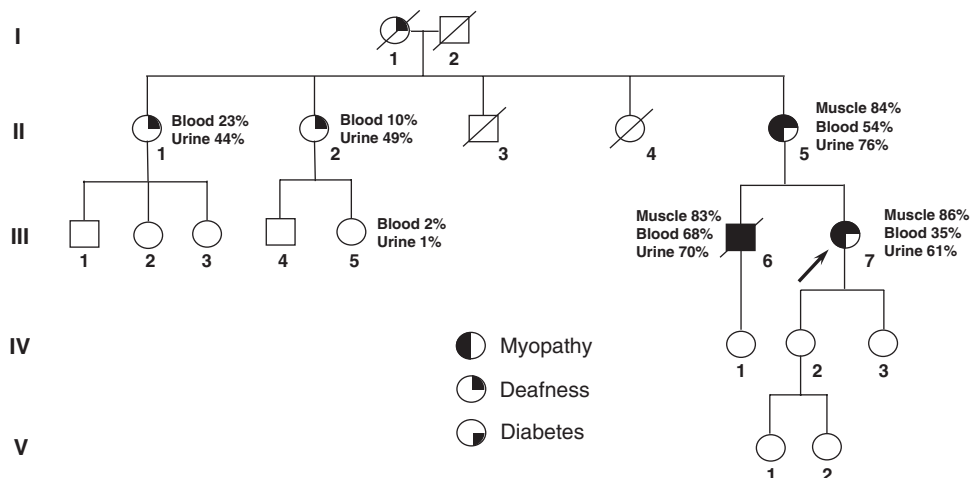 I
1
2
II
1
Blood 23%
Urine 44%
2
Blood 10%
Urine 49%
3
4
5
Muscle 84%
Blood 54%
Urine 76%
III
1
2
3
4
5
Blood 2%
Urine 1%
Muscle 83%
Blood 68%
Urine 70%
6
7
Muscle 86%
Blood 35%
Urine 61%
IV
1
2
3
Myopathy
Deafness
Diabetes
V
1
2